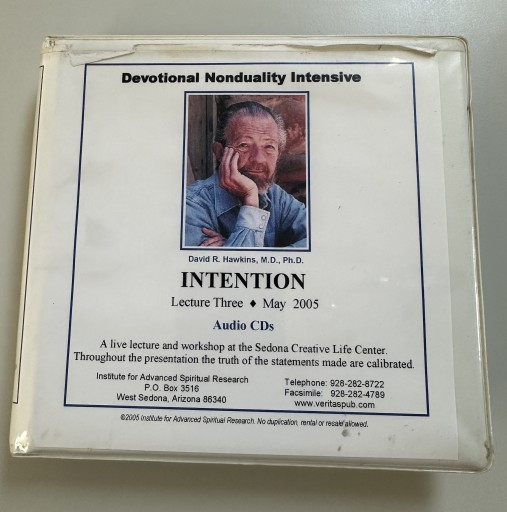 Devotional Nonduality Intensive
David R. Hawkins, M.D., Ph.D.
INTENTION
Lecture Three ♦ May 2005
Audio CDs
A live lecture and workshop at the Sedona Creative Life Center.
Throughout the presentation the truth of the statements made are calibrated.
Institute for Advanced Spiritual Research
P.O. Box 3516
West Sedona, Arizona 86340
Telephone: 928-282-8722
Facsimile: 928-282-4789
www.veritaspub.com
©2005 Institute for Advanced Spiritual Research. No duplication, rental or resale allowed.